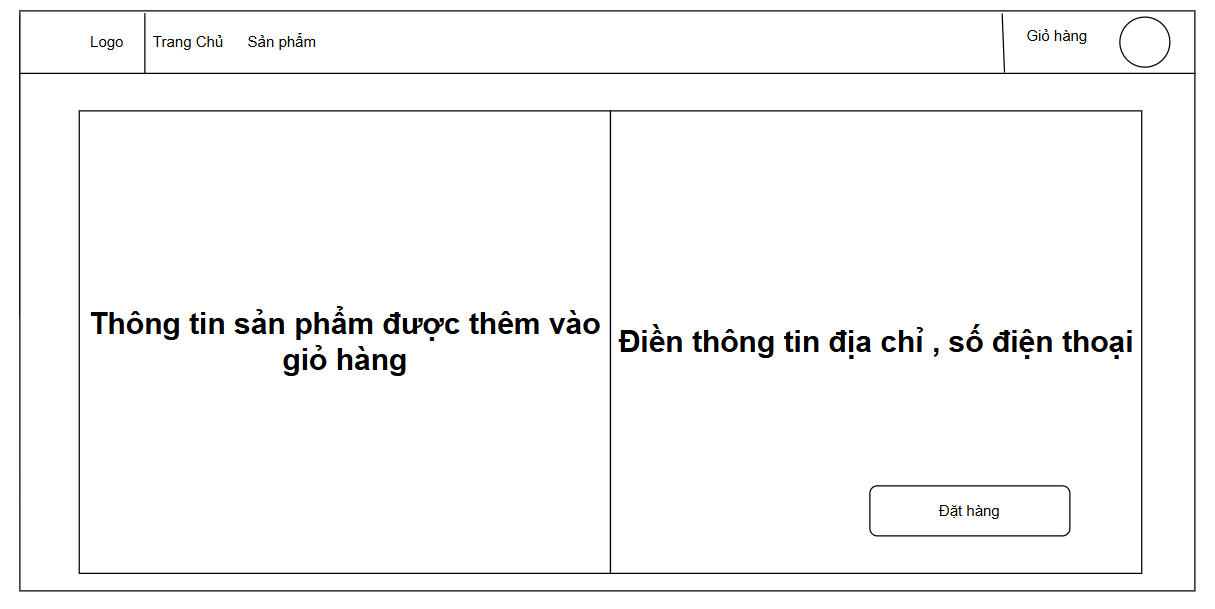 Logo
Trang Chủ
Sản phẩm
Giỏ hàng
Thông tin sản phẩm được thêm vào
giỏ hàng
Điền thông tin địa chỉ , số điện thoại
Đặt hàng